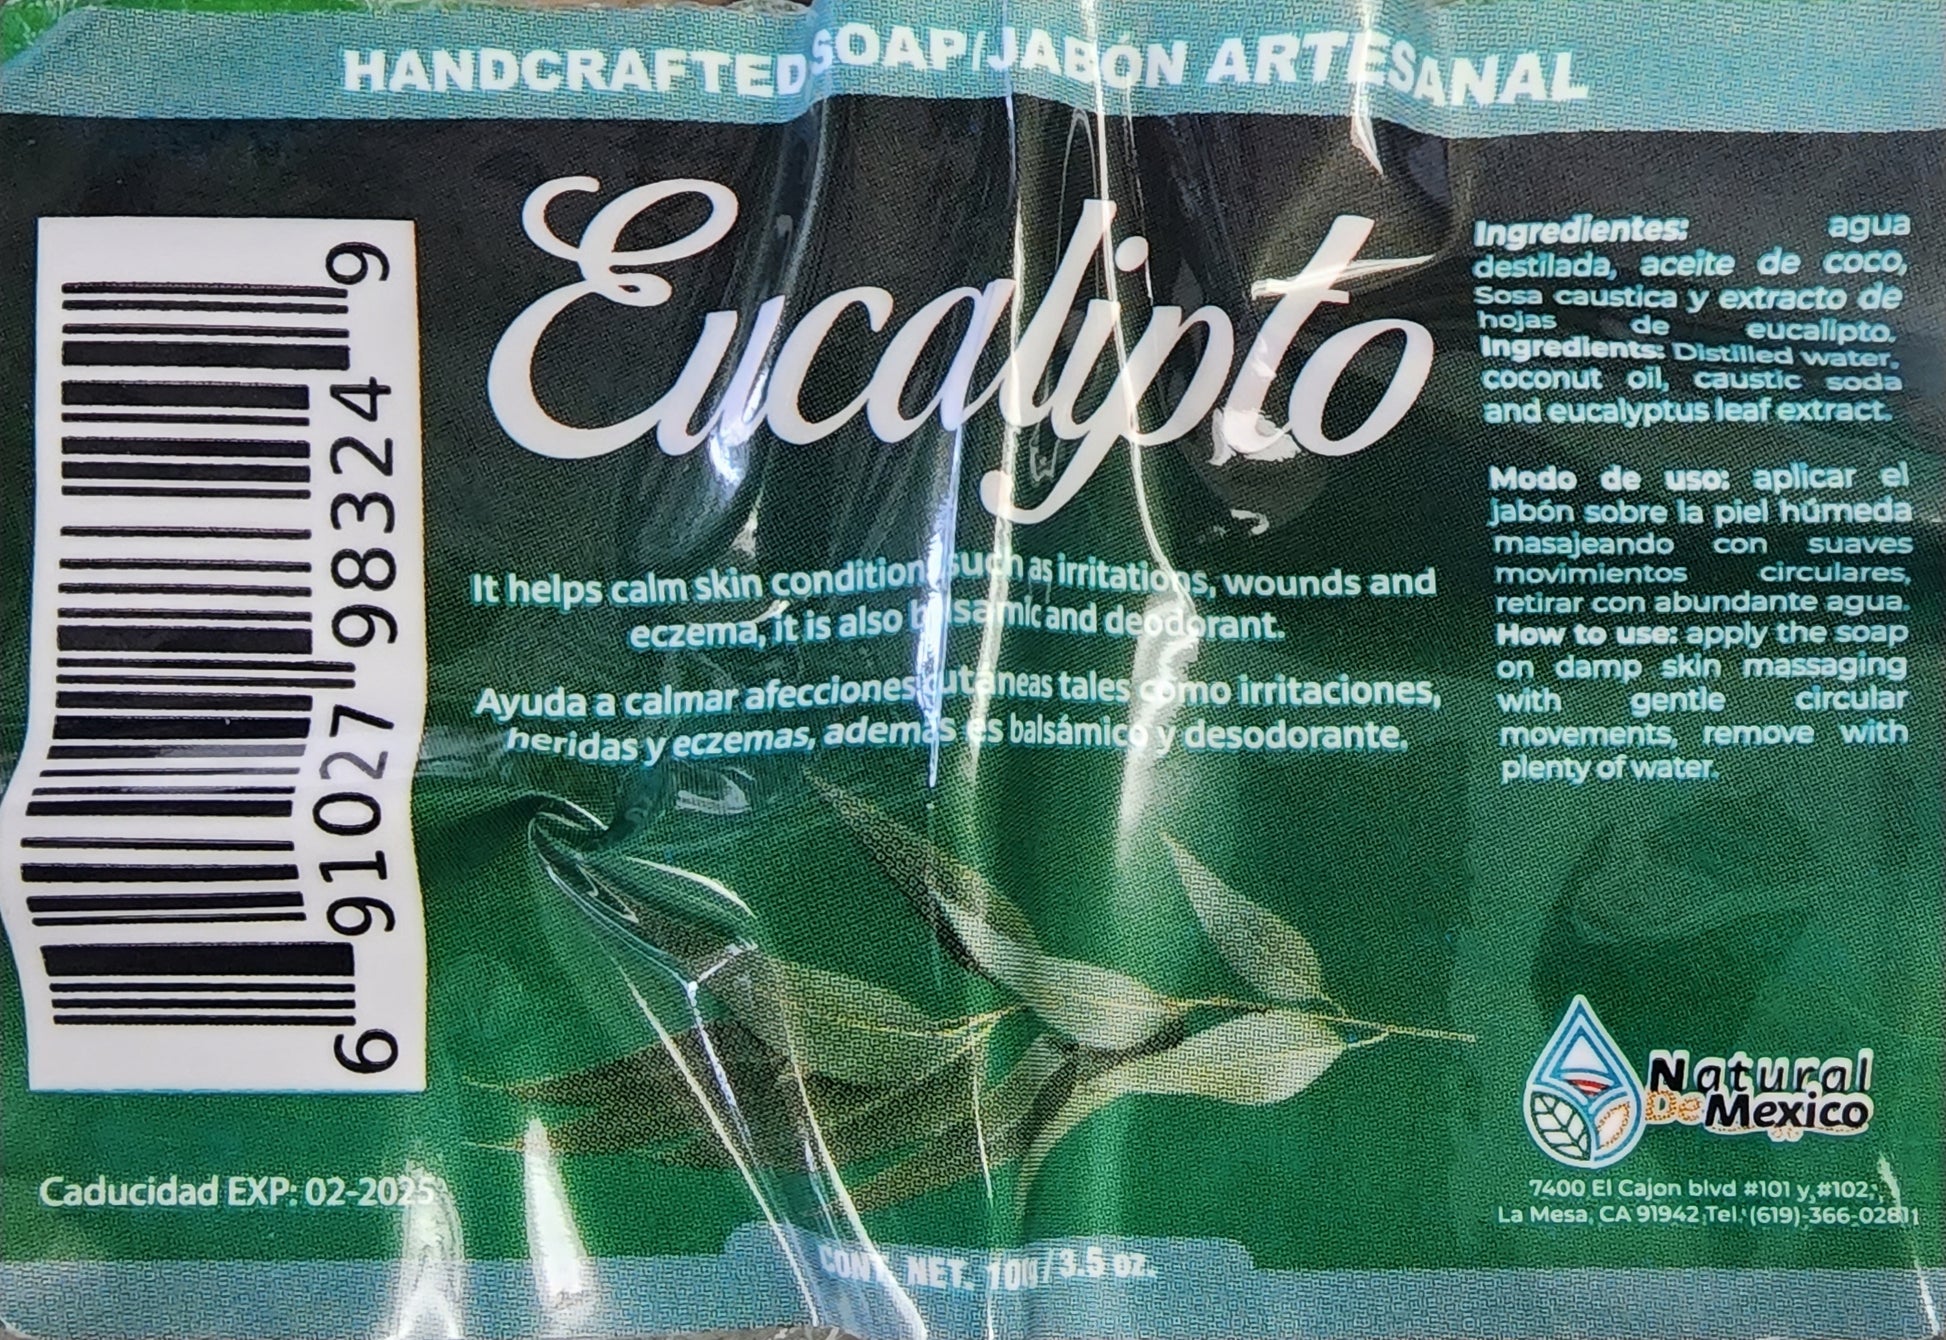 HANDCRAFTED SOAP/JABÓN ARTESANAL
Eucalipto
It helps calm skin condition such as irritations, wounds and
eczema, it is also balsamic and deodorant.
Ayuda a calmar afecciones cutáneas tales como irritaciones,
heridas y eczemas, además es balsámico y desodorante.
Ingredientes: agua
destilada, aceite de coco,
Sosa caustica y extracto de
hojas de eucalipto.
Ingredients: Distilled water,
coconut oil, caustic soda
and eucalyptus leaf extract.
Modo de uso: aplicar el
jabón sobre la piel húmeda
masajeando con suaves
movimientos circulares,
retirar con abundante agua.
How to use: apply the soap
on damp skin massaging
with gentle circular
movements, remove with
plenty of water.
6 91027 98324 9
Caducidad EXP: 02-2025
Natural
De Mexico
7400 El Cajon blvd #101 y #102,
La Mesa, CA 91942 Tel. (619)-366-02811
CONT. NET. /3.5 oz.